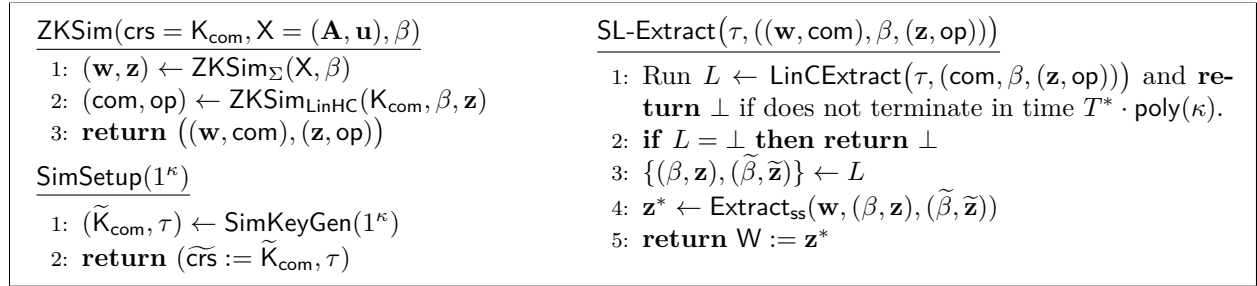 ZKSim(crs = K_com, X = (A, u), β)
1: (w, z) ← ZKSim_Σ(X, β)
2: (com, op) ← ZKSim_LinHC(K_com, β, z)
3: return ((w, com), (z, op))
SimSetup(1^κ)
1: (K̃_com, τ) ← SimKeyGen(1^κ)
2: return (c̃rs := K̃_com, τ)
SL-Extract(τ, ((w, com), β, (z, op)))
1: Run L ← LinCExtract(τ, (com, β, (z, op))) and re-
turn ⊥ if does not terminate in time T* · poly(κ).
2: if L = ⊥ then return ⊥
3: {(β, z), (β̃, z̃)} ← L
4: z* ← Extract_ss(w, (β, z), (β̃, z̃))
5: return W := z*